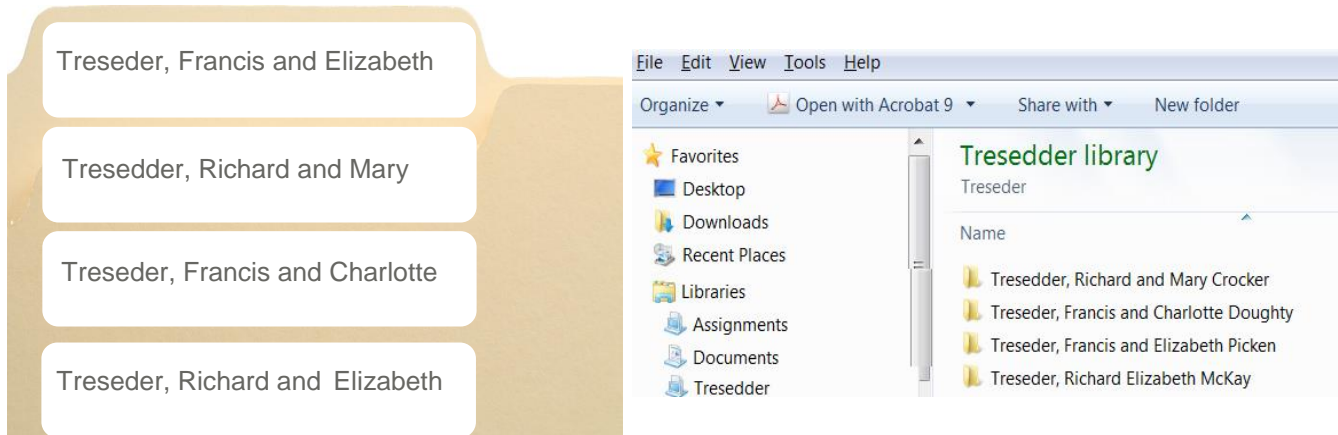 Treseder, Francis and Elizabeth
Tresedder, Richard and Mary
Treseder, Francis and Charlotte
Treseder, Richard and Elizabeth
File Edit View Tools Help
Organize Open with Acrobat 9 Share with New folder
Favorites
Desktop
Downloads
Recent Places
Libraries
Assignments
Documents
Tresedder
Tresedder library
Treseder
Name
Tresedder, Richard and Mary Crocker
Treseder, Francis and Charlotte Doughty
Treseder, Francis and Elizabeth Picken
Treseder, Richard Elizabeth McKay